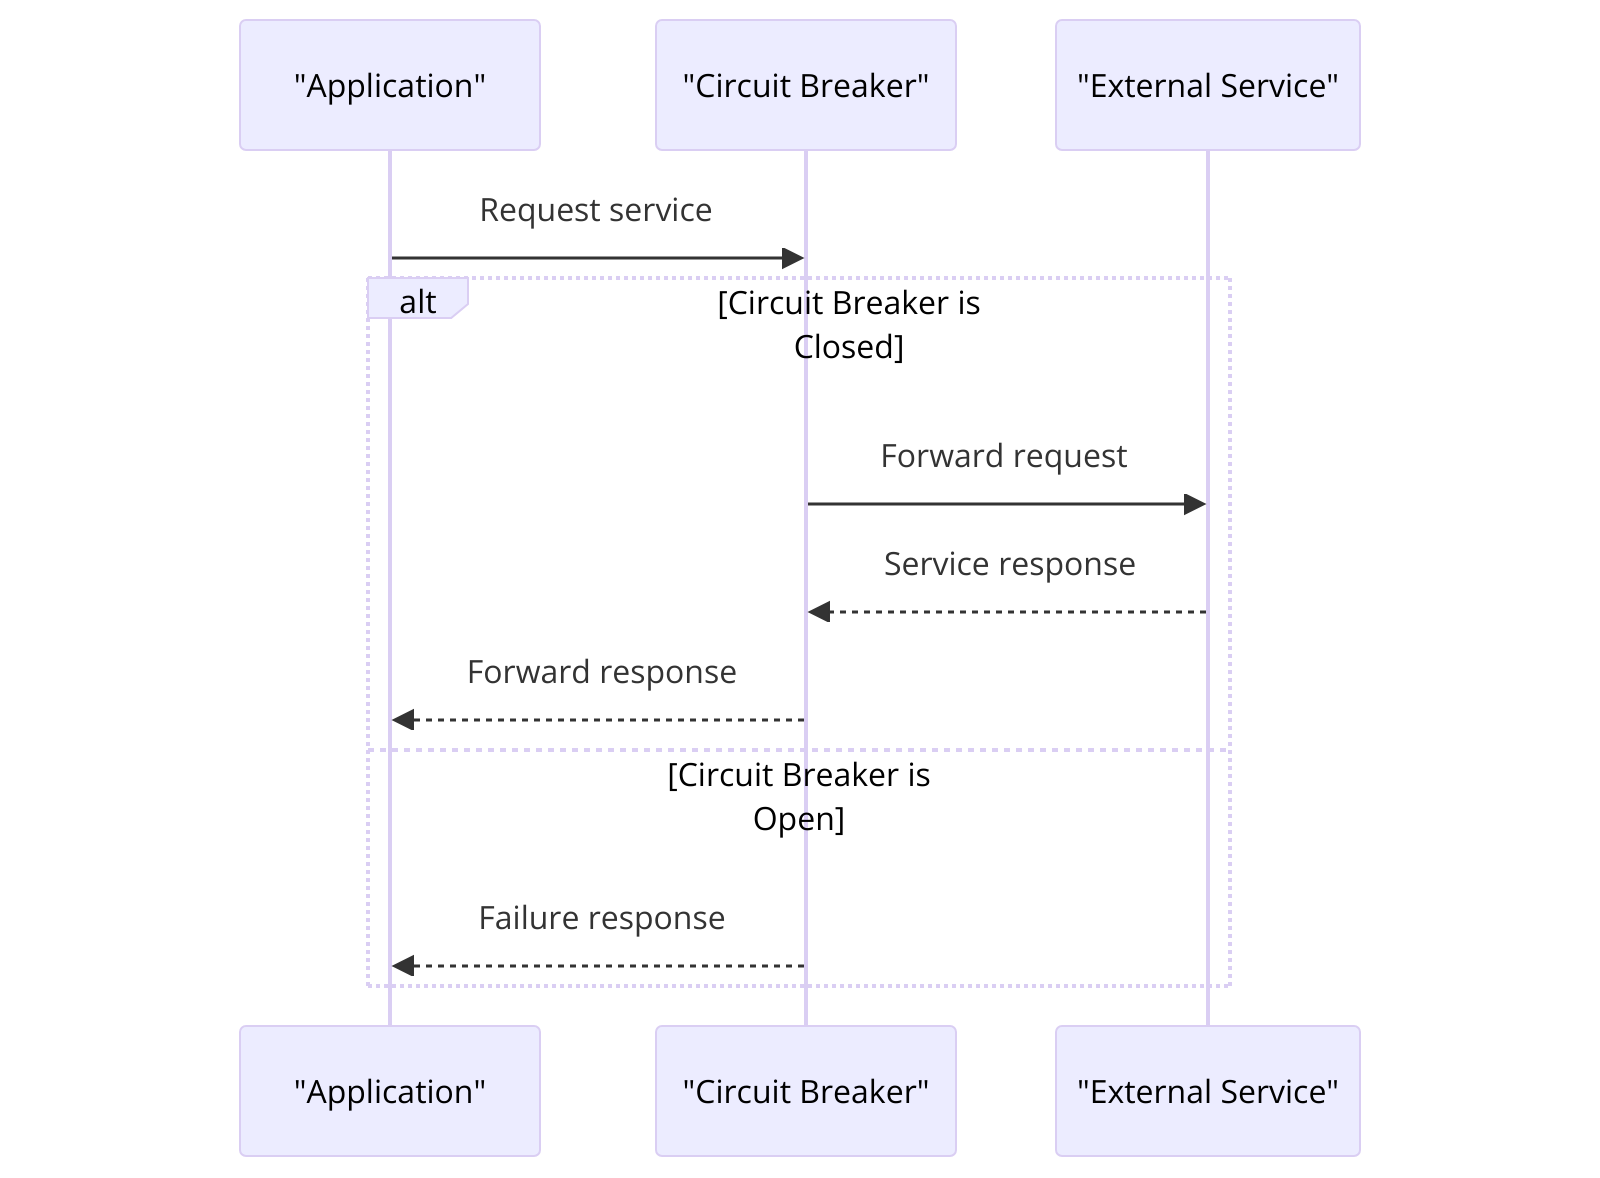 "Application"
"Circuit Breaker"
"External Service"
Request service
alt
[Circuit Breaker is
Closed]
Forward request
Service response
Forward response
[Circuit Breaker is
Open]
Failure response
"Application"
"Circuit Breaker"
"External Service"